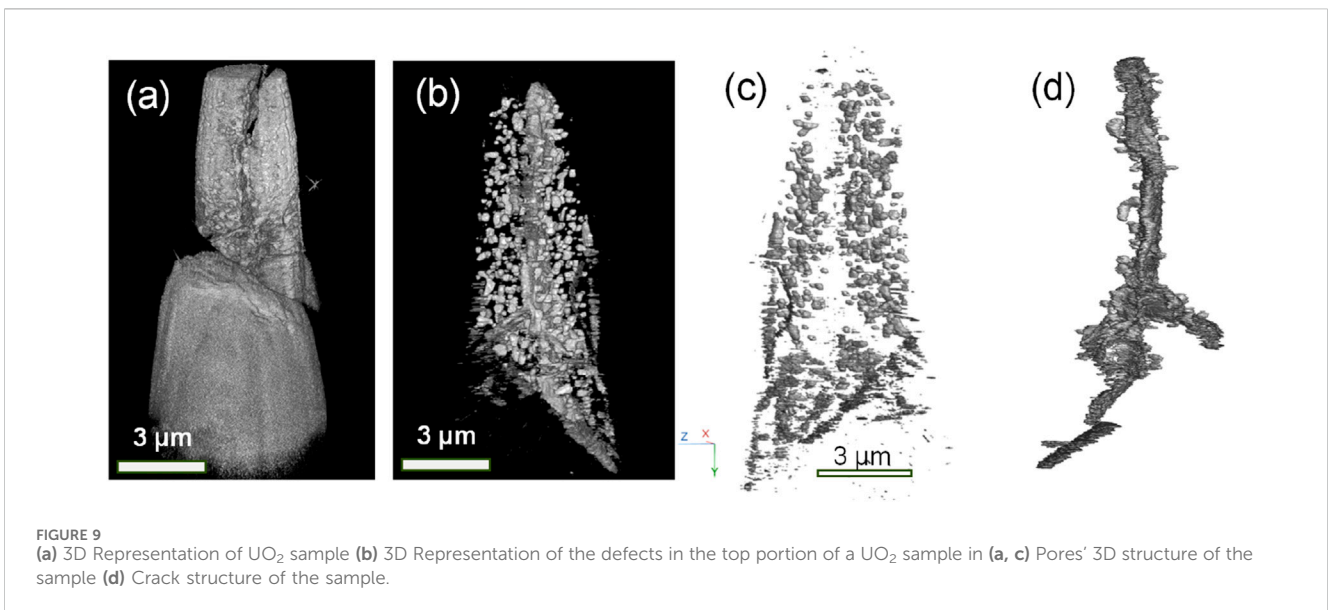 (a)
(b)
(c)
(d)
3 µm
3 µm
z x
Y
3 µm
FIGURE 9
(a) 3D Representation of UO₂ sample (b) 3D Representation of the defects in the top portion of a UO₂ sample in (a, c) Pores’ 3D structure of the
sample (d) Crack structure of the sample.